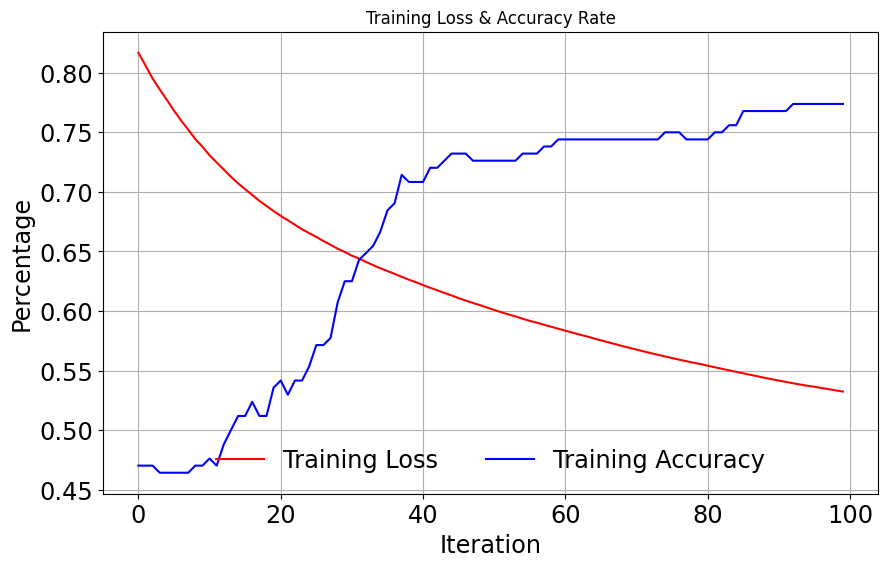 Training Loss & Accuracy Rate
0.80
0.75
0.70
0.65
0.60
0.55
0.50
0.45
Percentage
Training Loss Training Accuracy
0 20 40 60 80 100
Iteration